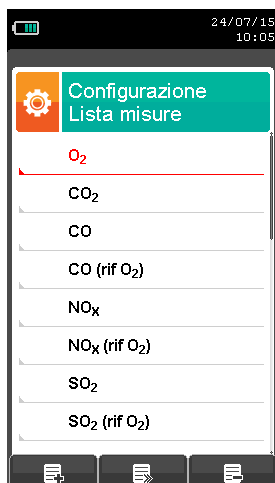 24/07/15
10:05
Configurazione
Lista misure
O₂
CO₂
CO
CO (rif O₂)
NOx
NOx (rif O₂)
SO₂
SO₂ (rif O₂)